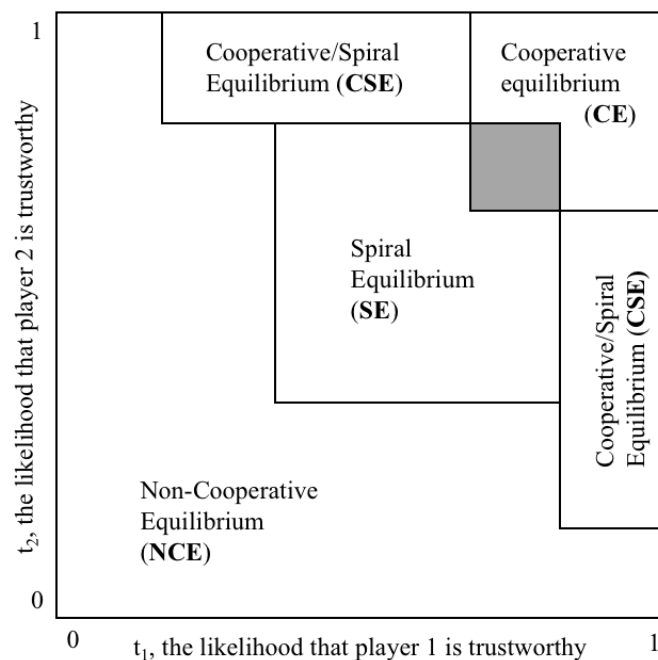 1
Cooperative/Spiral
Equilibrium (CSE)
Cooperative
equilibrium
(CE)
Spiral
Equilibrium
(SE)
Cooperative/Spiral
Equilibrium (CSE)
Non-Cooperative
Equilibrium
(NCE)
t2, the likelihood that player 2 is trustworthy
0
0
t1, the likelihood that player 1 is trustworthy
1